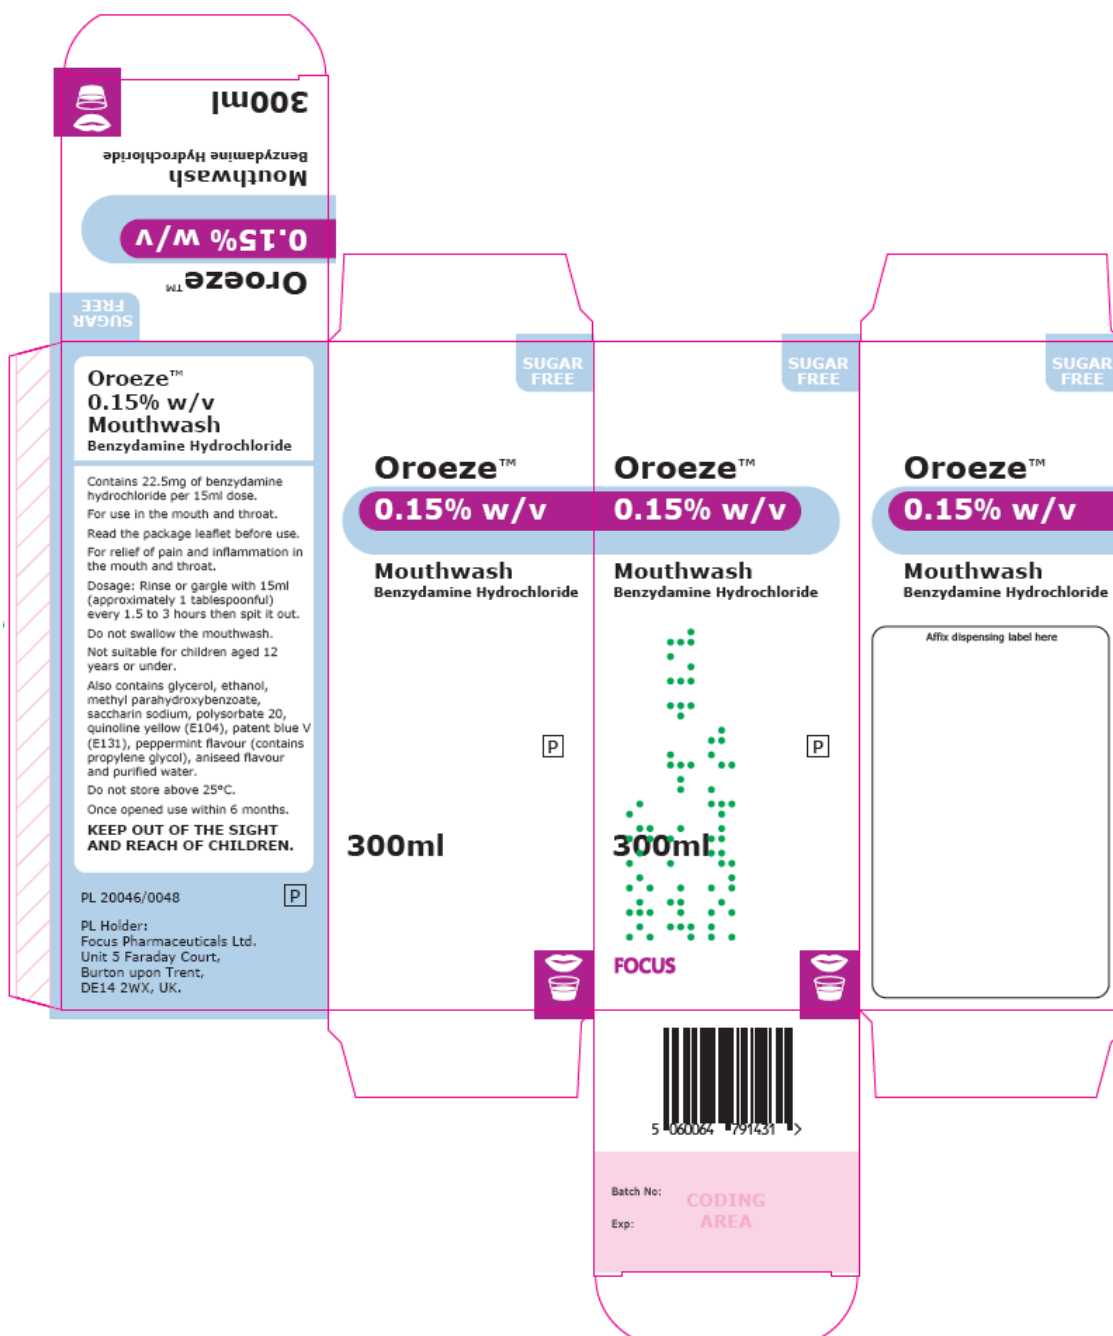 300ml
Mouthwash
Benzydamine Hydrochloride
0.15% w/v
Oroeze™
SUGAR
FREE
Oroeze™
0.15% w/v
Mouthwash
Benzydamine Hydrochloride
Contains 22.5mg of benzydamine
hydrochloride per 15ml dose.
For use in the mouth and throat.
Read the package leaflet before use.
For relief of pain and inflammation in
the mouth and throat.
Dosage: Rinse or gargle with 15ml
(approximately 1 tablespoonful)
every 1.5 to 3 hours then spit it out.
Do not swallow the mouthwash.
Not suitable for children aged 12
years or under.
Also contains glycerol, ethanol,
methyl parahydroxybenzoate,
saccharin sodium, polysorbate 20,
quinoline yellow (E104), patent blue V
(E131), peppermint flavour (contains
propylene glycol), aniseed flavour
and purified water.
Do not store above 25°C.
Once opened use within 6 months.
KEEP OUT OF THE SIGHT
AND REACH OF CHILDREN.
PL 20046/0048
P
PL Holder:
Focus Pharmaceuticals Ltd.
Unit 5 Faraday Court,
Burton upon Trent,
DE14 2WX, UK.
SUGAR
FREE
Oroeze™
0.15% w/v
Mouthwash
Benzydamine Hydrochloride
P
300ml
SUGAR
FREE
Oroeze™
0.15% w/v
Mouthwash
Benzydamine Hydrochloride
P
300ml
FOCUS
SUGAR
FREE
Oroeze™
0.15% w/v
Mouthwash
Benzydamine Hydrochloride
Affix dispensing label here
5 060064 791431 >
Batch No:
CODING
AREA
Exp: